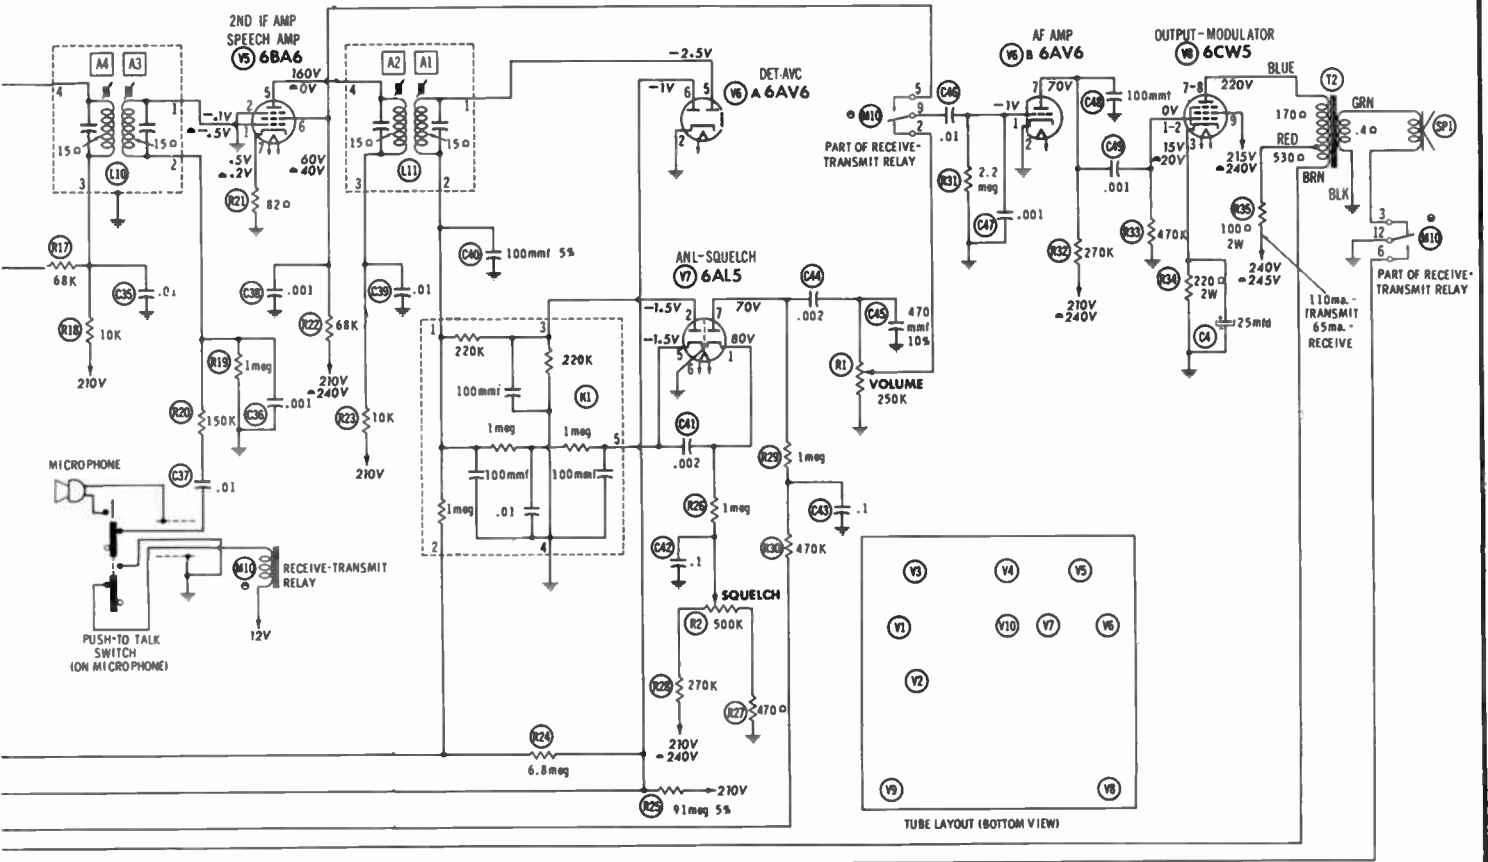 2ND IF AMP
SPEECH AMP
V5 6BA6
A4 A3
4
1
15Ω
15Ω
L10
3
2
160V
0V
5
2
1
6
7
-.1V
-.5V
.5V
.2V
60V
40V
R21
82Ω
A2 A1
4
1
15Ω
15Ω
L11
3
2
-2.5V
-1V
6
5
2
DET-AVC
V6 A 6AV6
5
9
2
M10
PART OF RECEIVE-
TRANSMIT RELAY
C46
.01
AF AMP
V6 B 6AV6
-1V
1
7
70V
2
C48
100mmf
R31
2.2
meg
C47
.001
C49
.001
OUTPUT-MODULATOR
V8 6CW5
7-8
220V
BLUE
0V
1-2
9
3
15V
20V
215V
240V
T2
170Ω
RED
530Ω
BRN
GRN
.4Ω
BLK
SP1
R17
68K
C35
.01
R18
10K
210V
C38
.001
R22
68K
210V
240V
C39
.01
C40
100mmf 5%
R32
270K
210V
240V
R33
470K
R34
220Ω
2W
C4
25mfd
R35
100Ω
2W
240V
245V
110ma.-
TRANSMIT
65ma.-
RECEIVE
3
12
6
M10
PART OF RECEIVE-
TRANSMIT RELAY
ANL-SQUELCH
V7 6AL5
-1.5V
2
7
70V
-1.5V
5
6
1
80V
C44
.002
C45
470
mmf
10%
R1
VOLUME
250K
R19
1meg
C36
.001
R20
150K
C37
.01
R23
10K
210V
1
3
220K
220K
100mmf
K1
1meg
1meg
5
100mmf
100mmf
.01
1meg
2
4
C41
.002
R26
1meg
C42
.1
R29
1meg
C43
.1
R30
470K
SQUELCH
R2 500K
R28
270K
210V
240V
R27
470Ω
MICROPHONE
M10
RECEIVE-TRANSMIT
RELAY
12V
PUSH-TO TALK
SWITCH
(ON MICROPHONE)
R24
6.8meg
R25
91meg 5%
210V
V3 V4 V5
V1 V10 V7 V6
V2
V9 V8
TUBE LAYOUT (BOTTOM VIEW)